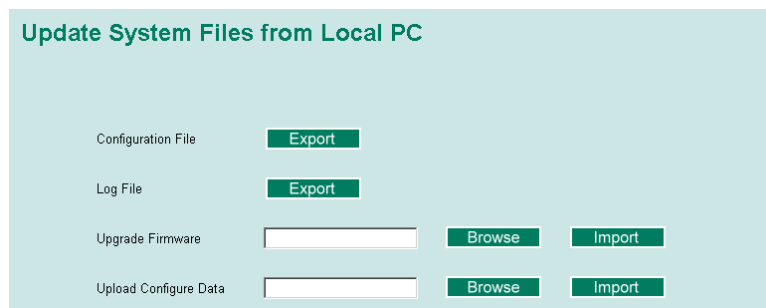 Update System Files from Local PC
Configuration File Export
Log File Export
Upgrade Firmware Browse Import
Upload Configure Data Browse Import